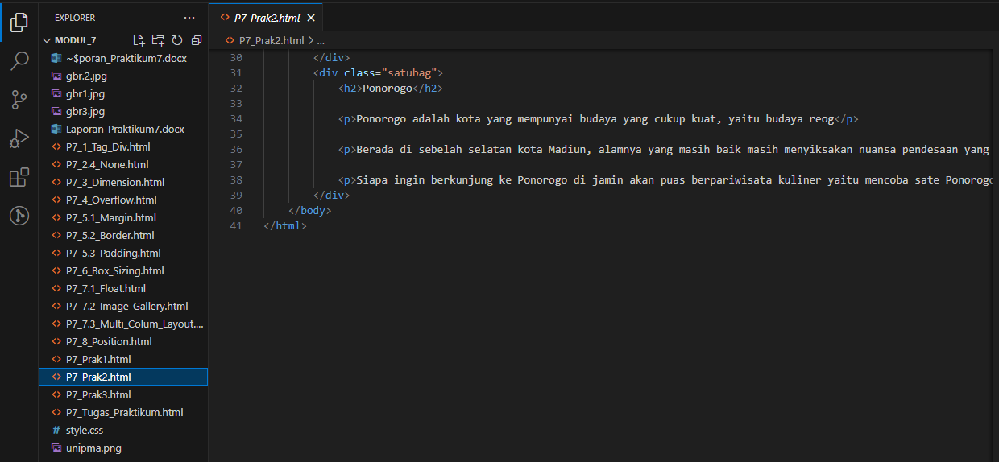 EXPLORER
...
MODUL_7
~$poran_Praktikum7.docx
gbr.2.jpg
gbr1.jpg
gbr3.jpg
Laporan_Praktikum7.docx
P7_1_Tag_Div.html
P7_2.4_None.html
P7_3_Dimension.html
P7_4_Overflow.html
P7_5.1_Margin.html
P7_5.2_Border.html
P7_5.3_Padding.html
P7_6_Box_Sizing.html
P7_7.1_Float.html
P7_7.2_Image_Gallery.html
P7_7.3_Multi_Colum_Layout....
P7_8_Position.html
P7_Prak1.html
P7_Prak2.html
P7_Prak3.html
P7_Tugas_Praktikum.html
# style.css
unipma.png
<> P7_Prak2.html ×
<> P7_Prak2.html > ...
30 </div>
31 <div class="satubag">
32 <h2>Ponorogo</h2>
33
34 <p>Ponorogo adalah kota yang mempunyai budaya yang cukup kuat, yaitu budaya reog</p>
35
36 <p>Berada di sebelah selatan kota Madiun, alamnya yang masih baik masih menyiksakan nuansa pendesaan yang
37
38 <p>Siapa ingin berkunjung ke Ponorogo di jamin akan puas berpariwisata kuliner yaitu mencoba sate Ponorogo
39 </div>
40 </body>
41 </html>